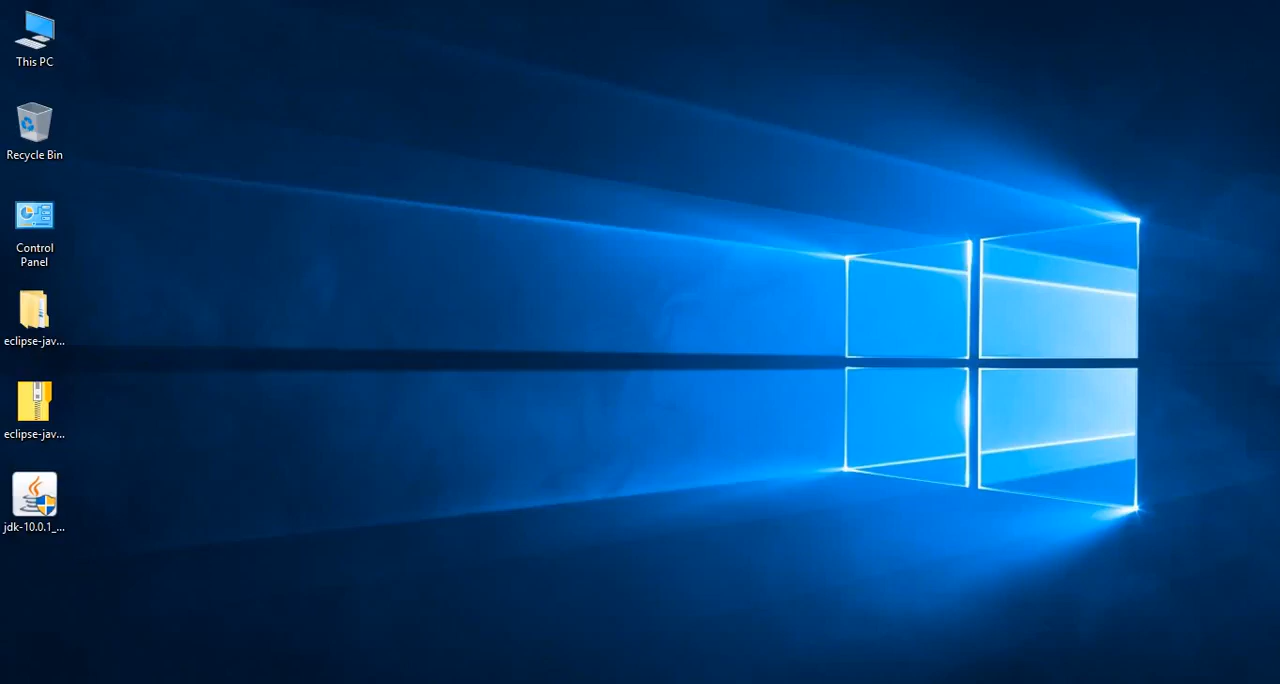 This PC
Recycle Bin
Control
Panel
eclipse-jav...
eclipse-jav...
jdk-10.0.1_...